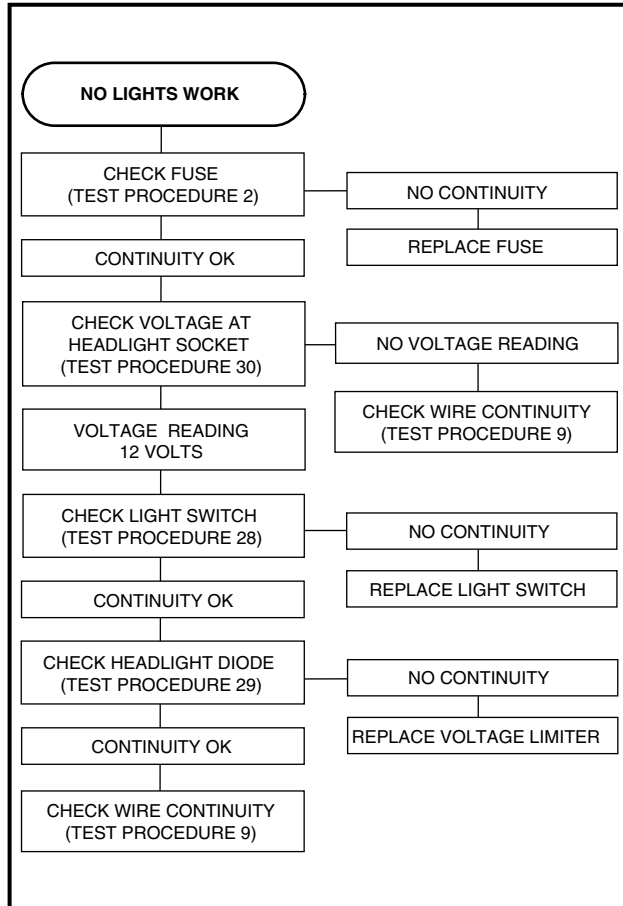 NO LIGHTS WORK
CHECK FUSE
(TEST PROCEDURE 2)
NO CONTINUITY
REPLACE FUSE
CONTINUITY OK
CHECK VOLTAGE AT
HEADLIGHT SOCKET
(TEST PROCEDURE 30)
NO VOLTAGE READING
CHECK WIRE CONTINUITY
(TEST PROCEDURE 9)
VOLTAGE READING
12 VOLTS
CHECK LIGHT SWITCH
(TEST PROCEDURE 28)
NO CONTINUITY
REPLACE LIGHT SWITCH
CONTINUITY OK
CHECK HEADLIGHT DIODE
(TEST PROCEDURE 29)
NO CONTINUITY
REPLACE VOLTAGE LIMITER
CONTINUITY OK
CHECK WIRE CONTINUITY
(TEST PROCEDURE 9)